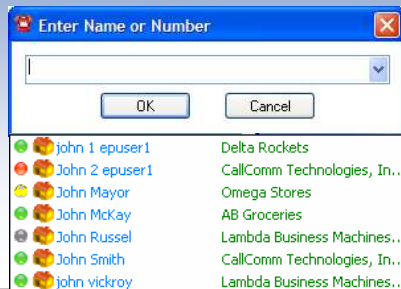 Enter Name or Number
OK Cancel
john 1 epuser1 Delta Rockets
John 2 epuser1 CallComm Technologies, In...
John Mayor Omega Stores
John McKay AB Groceries
John Russel Lambda Business Machines...
John Smith CallComm Technologies, In...
john vickroy Lambda Business Machines...